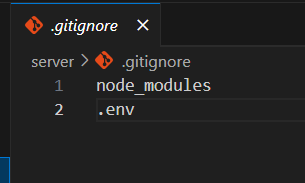 .gitignore
server > .gitignore
1 node_modules
2 .env